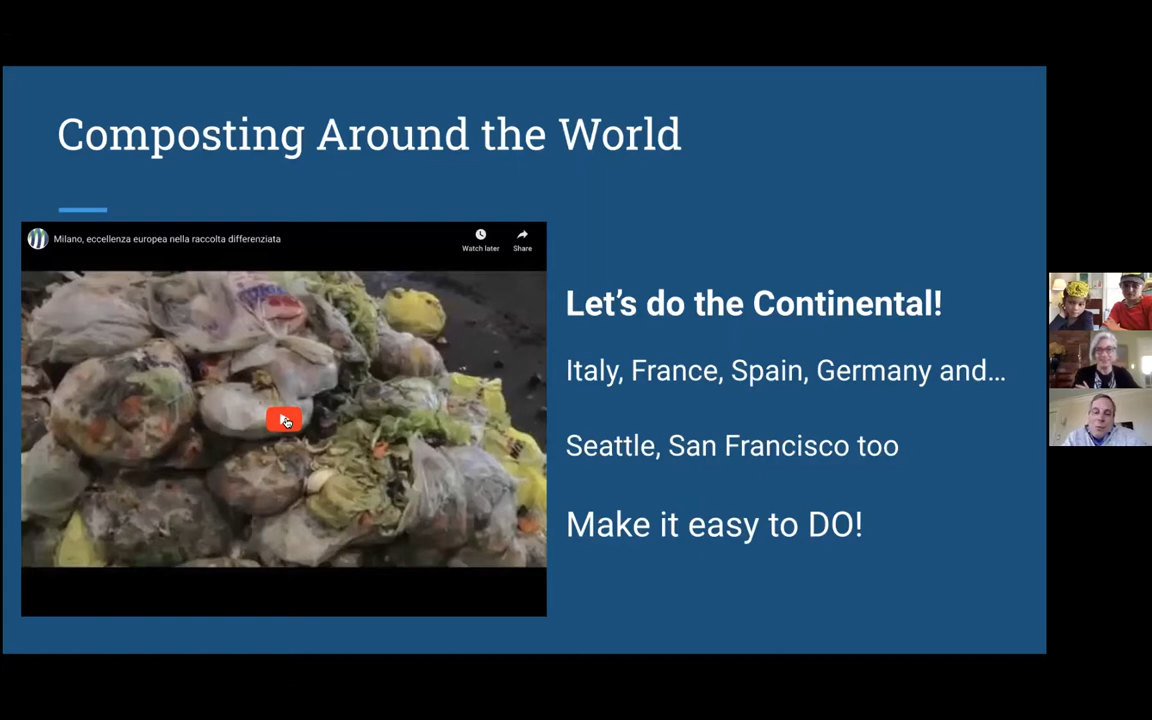 Composting Around the World
Milano, eccellenza europea nella raccolta differenziata
Watch later
Share
Let's do the Continental!
Italy, France, Spain, Germany and...
Seattle, San Francisco too
Make it easy to DO!